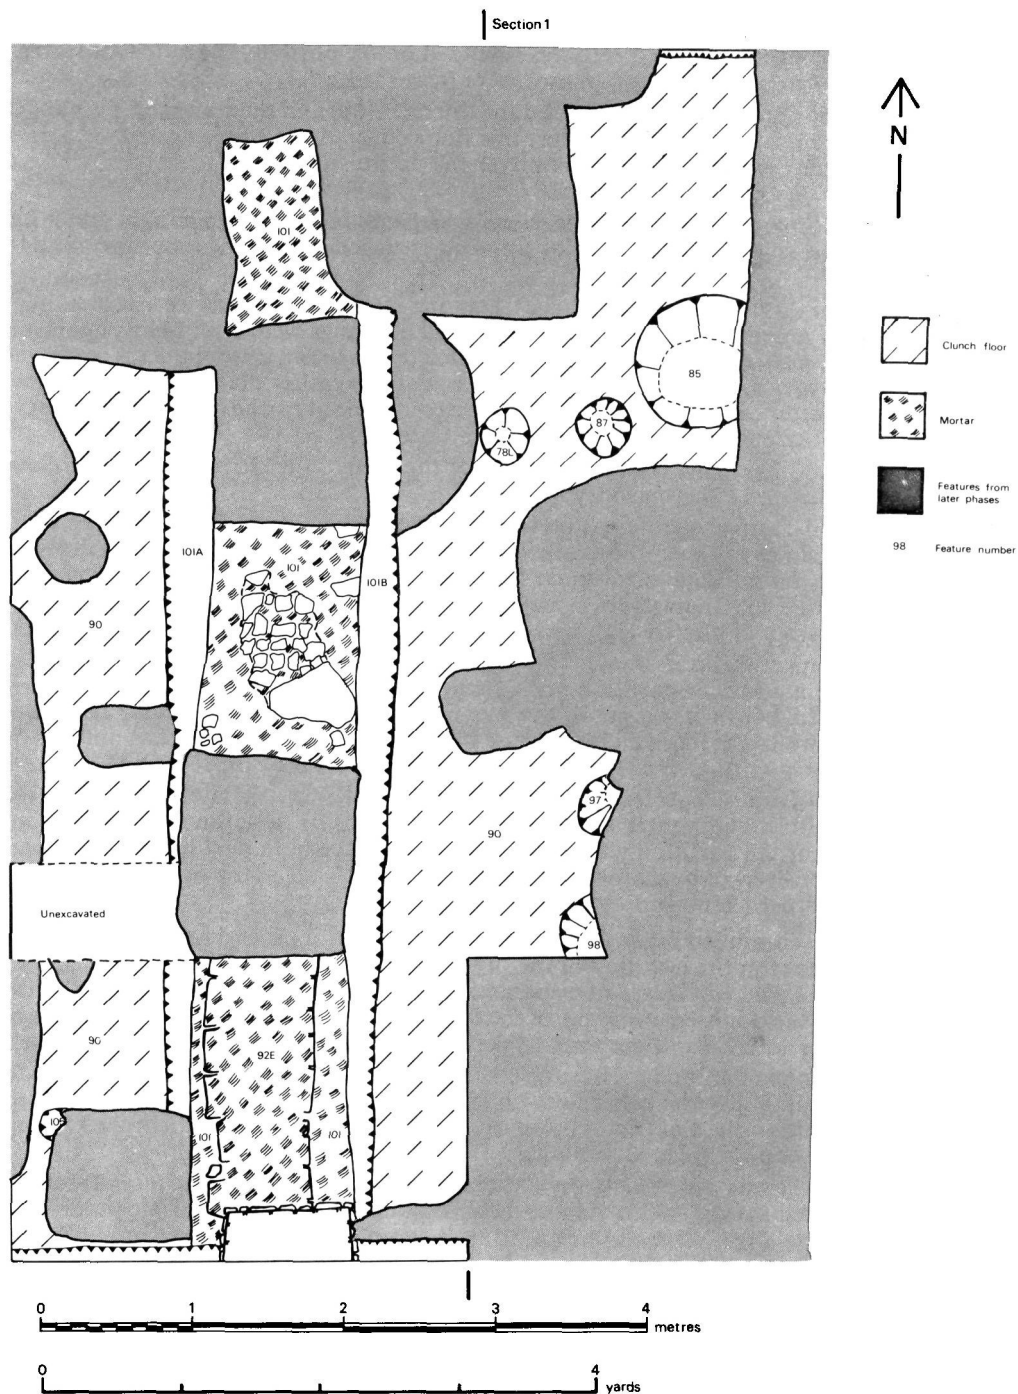 Section 1
N
101
Clunch floor
85
Mortar
87
78L
Features from
later phases
98 Feature number
101A
101
101B
90
97
90
Unexcavated
98
90
92E
105
101
101
0 1 2 3 4
metres
0 4
yards